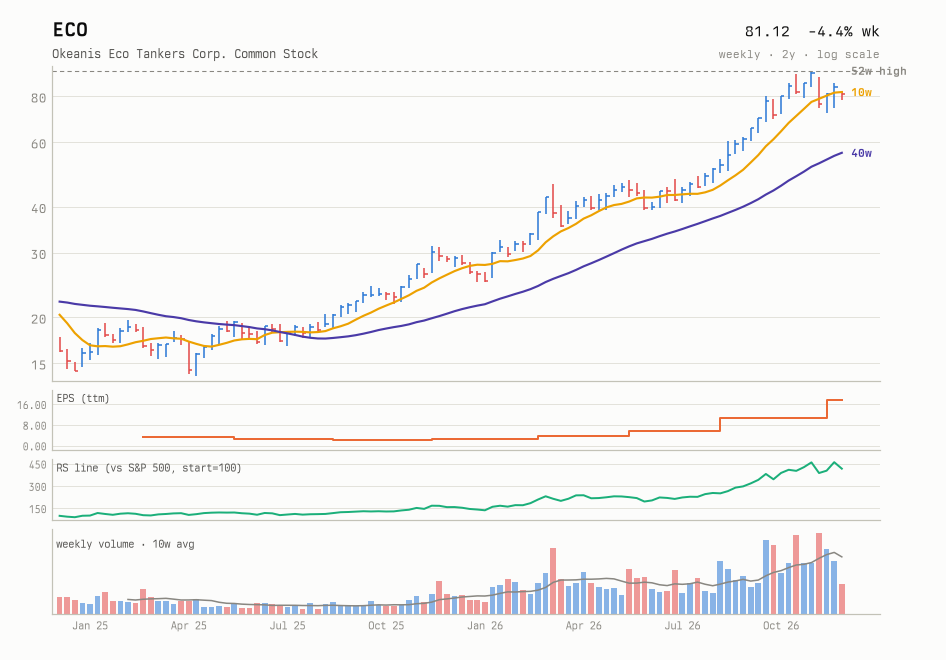 ECO
81.12 -4.4% wk
Okeanis Eco Tankers Corp. Common Stock
weekly · 2y · log scale
52w high
80
10w
60
40w
40
30
20
15
EPS (ttm)
16.00
8.00
0.00
RS line (vs S&P 500, start=100)
450
300
150
weekly volume · 10w avg
Jan 25 Apr 25 Jul 25 Oct 25 Jan 26 Apr 26 Jul 26 Oct 26